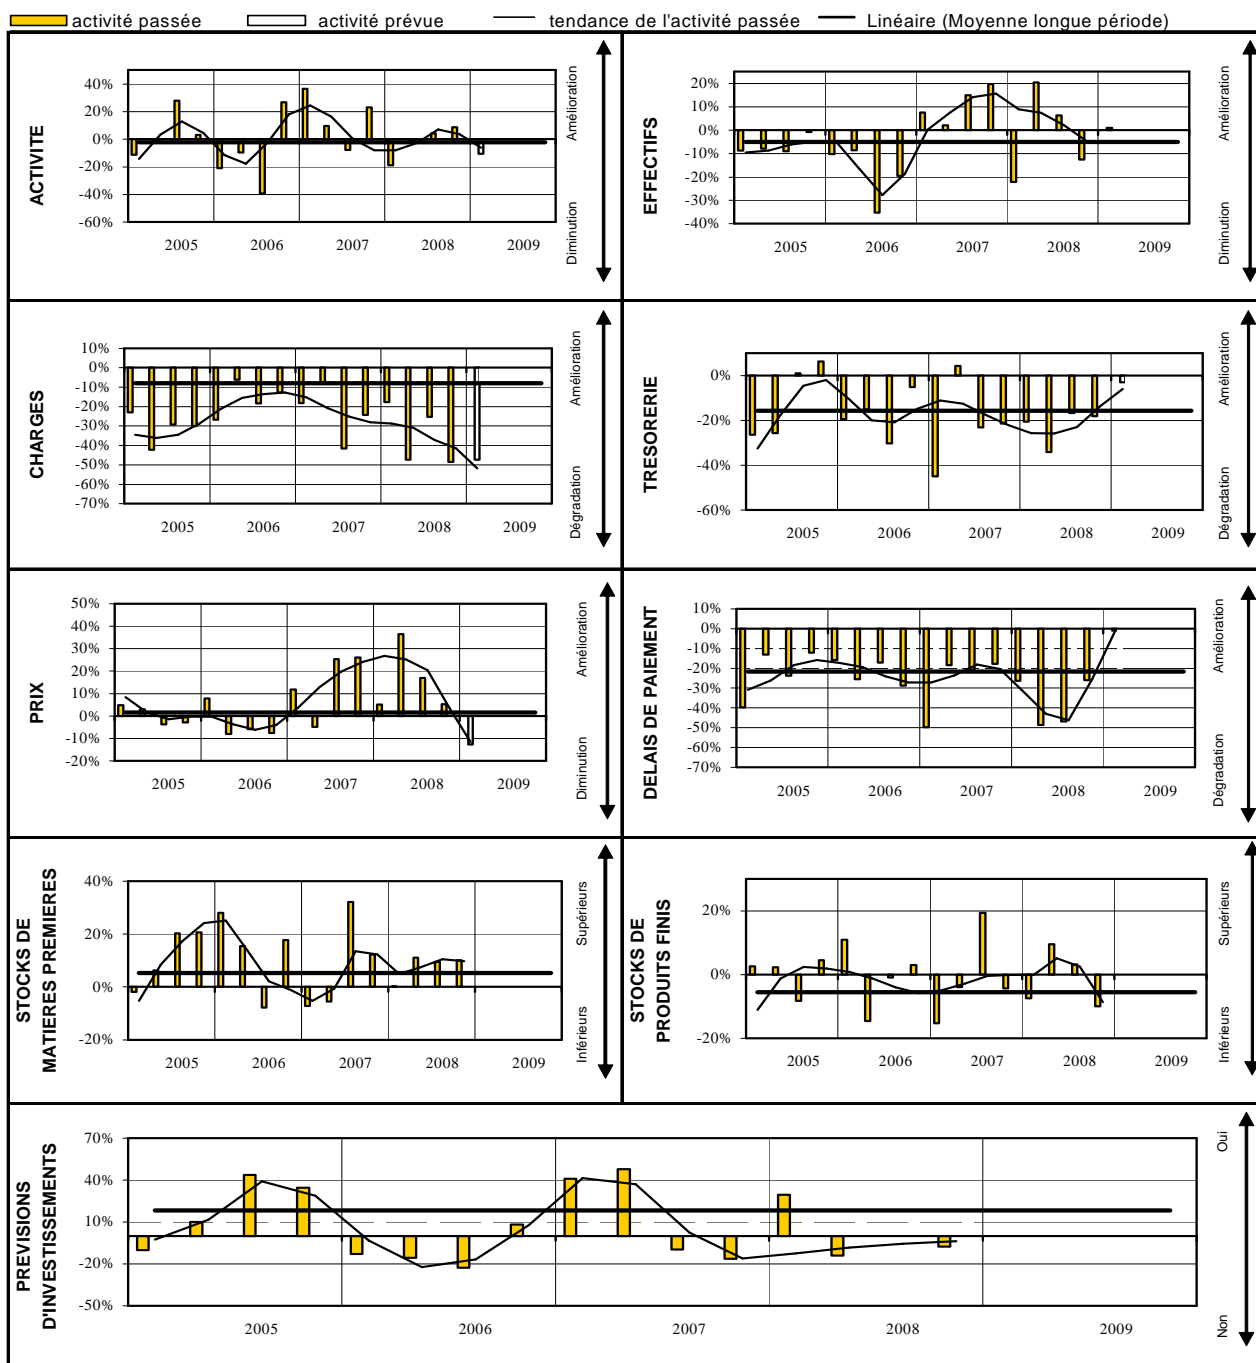 activité passée activité prévue tendance de l'activité passée Linéaire (Moyenne longue période)
ACTIVITE
40%
20%
0%
-20%
-40%
-60%
2005 2006 2007 2008 2009
Amélioration
Diminution
EFFECTIFS
20%
10%
0%
-10%
-20%
-30%
-40%
2005 2006 2007 2008 2009
Amélioration
Diminution
CHARGES
10%
0%
-10%
-20%
-30%
-40%
-50%
-60%
-70%
2005 2006 2007 2008 2009
Amélioration
Dégradation
TRESORERIE
0%
-20%
-40%
-60%
2005 2006 2007 2008 2009
Amélioration
Dégradation
PRIX
50%
40%
30%
20%
10%
0%
-10%
-20%
2005 2006 2007 2008 2009
Amélioration
Diminution
DELAIS DE PAIEMENT
10%
0%
-10%
-20%
-30%
-40%
-50%
-60%
-70%
2005 2006 2007 2008 2009
Amélioration
Dégradation
STOCKS DE
MATIERES PREMIERES
40%
20%
0%
-20%
2005 2006 2007 2008 2009
Supérieurs
Inférieurs
STOCKS DE
PRODUITS FINIS
20%
0%
-20%
2005 2006 2007 2008 2009
Supérieurs
Inférieurs
PREVISIONS
D'INVESTISSEMENTS
70%
40%
10%
-20%
-50%
2005 2006 2007 2008 2009
Oui
Non